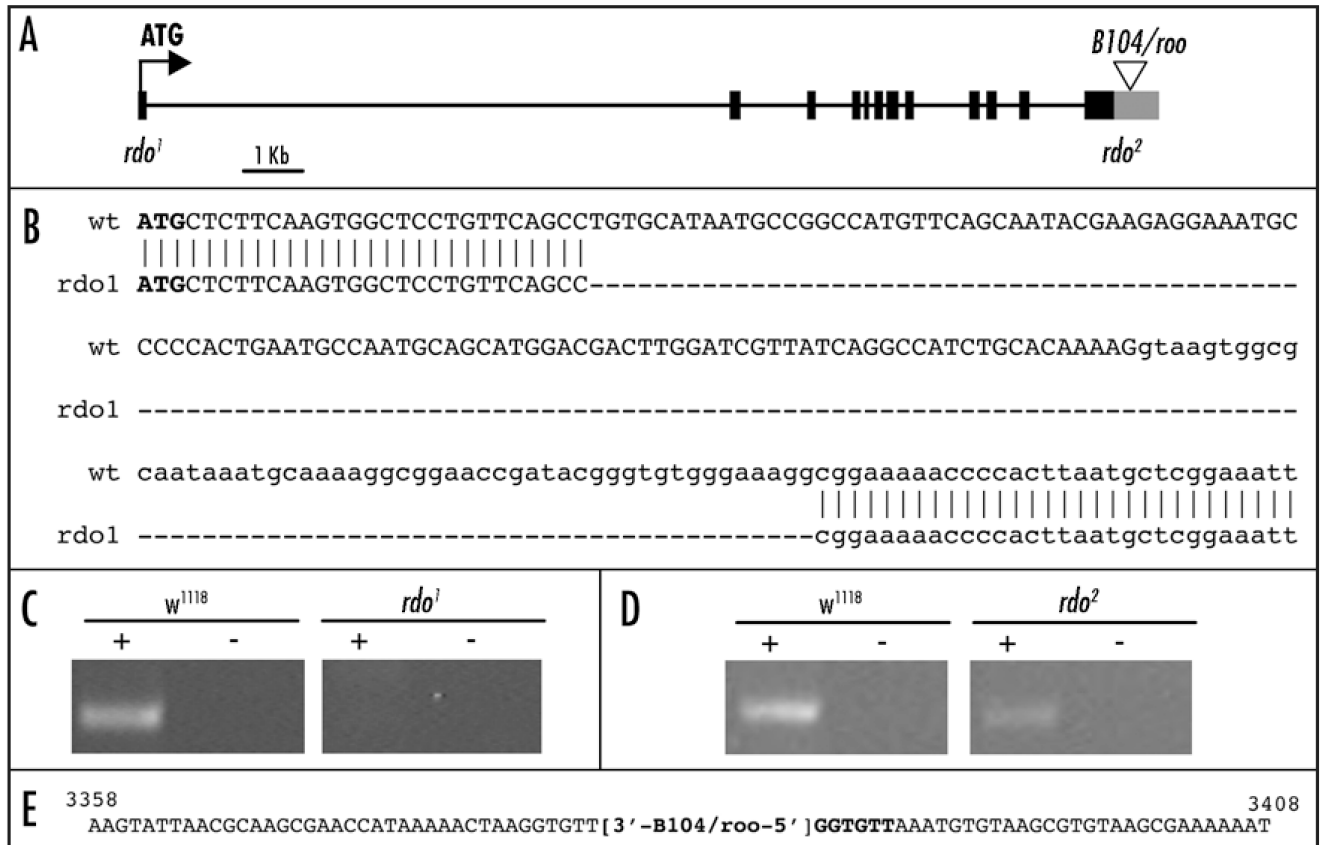 A
ATG
B104/roo
rdo¹
1 Kb
rdo²
B
wt ATGCTCTTCAAGTGGCTCCTGTTCAGCCTGTGCATAATGCCGGCCATGTTCAGCAATACGAAGAGGAAATGC
rdo1 ATGCTCTTCAAGTGGCTCCTGTTCAGCC---------------------------------------------
wt CCCCACTGAATGCCAATGCAGCATGGACGACTTGGATCGTTATCAGGCCATCTGCACAAAAGgtaagtggcg
rdo1 ------------------------------------------------------------------------
wt caataaatgcaaaaggcggaaccgatacgggtgtgggaaaggcggaaaaaccccacttaatgctcggaaatt
rdo1 ------------------------------------------cggaaaaaccccacttaatgctcggaaatt
C
w¹¹¹⁸ rdo¹
+ - + -
D
w¹¹¹⁸ rdo²
+ - + -
E
3358 3408
AAGTATTAACGCAAGCGAACCATAAAAACTAAGGTGTT[3′-B104/roo-5′]GGTGTTAAATGTGTAAGCGTGTAAGCGAAAAAAT